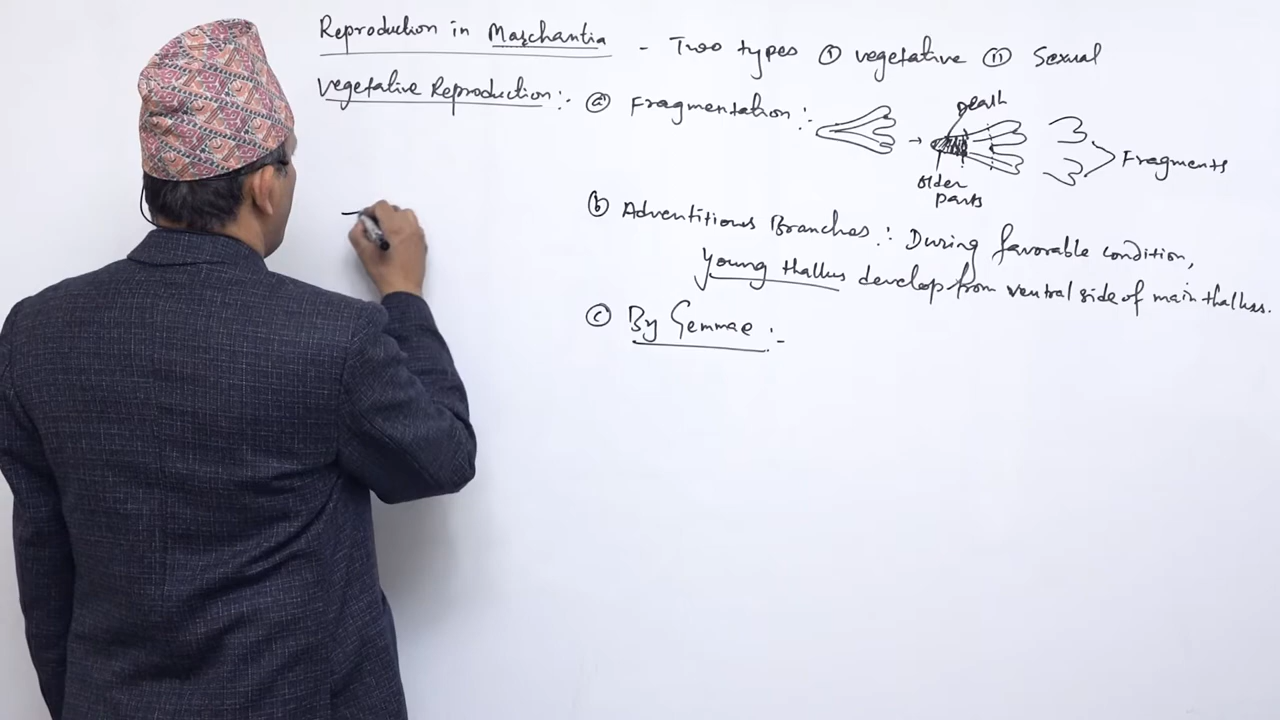 Reproduction in Marchantia - Two types ⓘ vegetative ⓘⓘ Sexual
Vegetative Reproduction :- ⓐ Fragmentation :-
Death
→
older
parts
Fragments
ⓑ Adventitious Branches :- During favorable condition,
Young thallus develop from ventral side of main thallus.
ⓒ By Gemmae :-